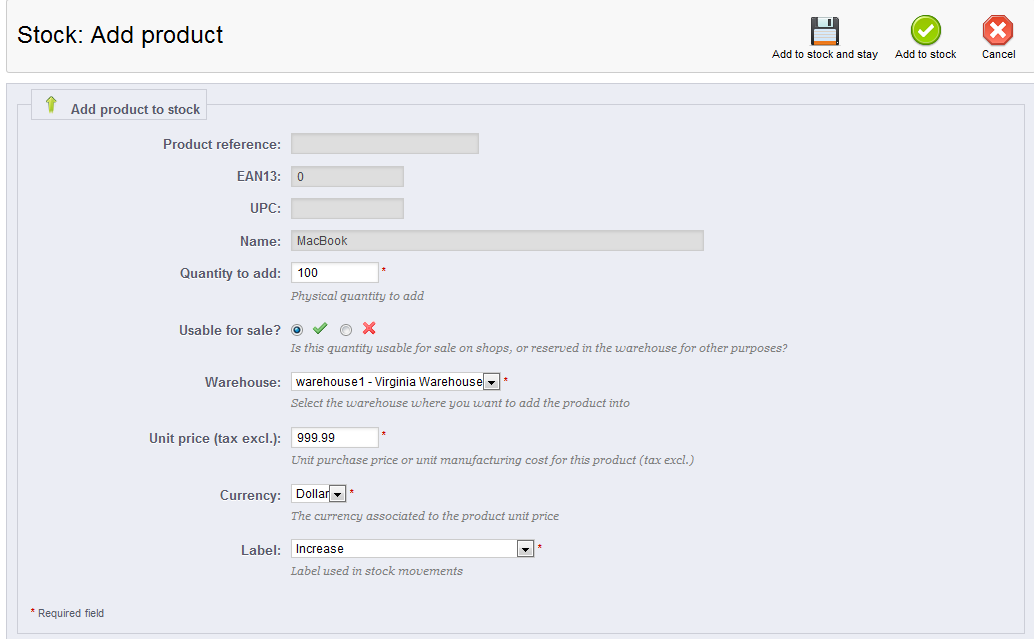 Stock: Add product
Add to stock and stay
Add to stock
Cancel
Add product to stock
Product reference:
EAN13: 0
UPC:
Name: MacBook
Quantity to add: 100 *
Physical quantity to add
Usable for sale?
Is this quantity usable for sale on shops, or reserved in the warehouse for other purposes?
Warehouse: warehouse1 - Virginia Warehouse *
Select the warehouse where you want to add the product into
Unit price (tax excl.): 999.99 *
Unit purchase price or unit manufacturing cost for this product (tax excl.)
Currency: Dollar *
The currency associated to the product unit price
Label: Increase *
Label used in stock movements
* Required field